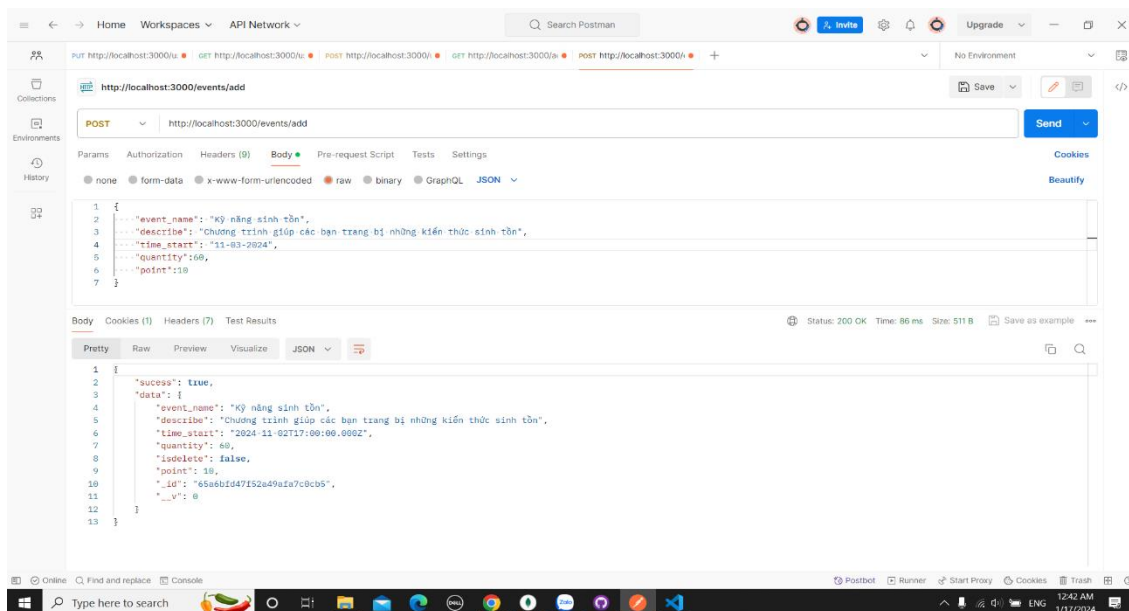 Home Workspaces API Network Search Postman Invite Upgrade
PUT http://localhost:3000/u GET http://localhost:3000/u POST http://localhost:3000/ GET http://localhost:3000/a POST http://localhost:3000/ + No Environment
http://localhost:3000/events/add Save
Collections
POST http://localhost:3000/events/add Send
Environments
Params Authorization Headers (9) Body Pre-request Script Tests Settings Cookies
History
none form-data x-www-form-urlencoded raw binary GraphQL JSON Beautify
1 {
2 "event_name": "Kỹ năng sinh tồn",
3 "describe": "Chương trình giúp các bạn trang bị những kiến thức sinh tồn",
4 "time_start": "11-03-2024",
5 "quantity":60,
6 "point":10
7 }
Body Cookies (1) Headers (7) Test Results Status: 200 OK Time: 86 ms Size: 511 B Save as example
Pretty Raw Preview Visualize JSON
1 {
2 "sucess": true,
3 "data": {
4 "event_name": "Kỹ năng sinh tồn",
5 "describe": "Chương trình giúp các bạn trang bị những kiến thức sinh tồn",
6 "time_start": "2024-11-02T17:00:00.000Z",
7 "quantity": 60,
8 "isdelete": false,
9 "point": 10,
10 "_id": "65a6bfd47f52a49afa7c0cb5",
11 "__v": 0
12 }
13 }
Online Find and replace Console Postbot Runner Start Proxy Cookies Trash
Type here to search DELL Zalo ENG 12:42 AM
1/17/2024